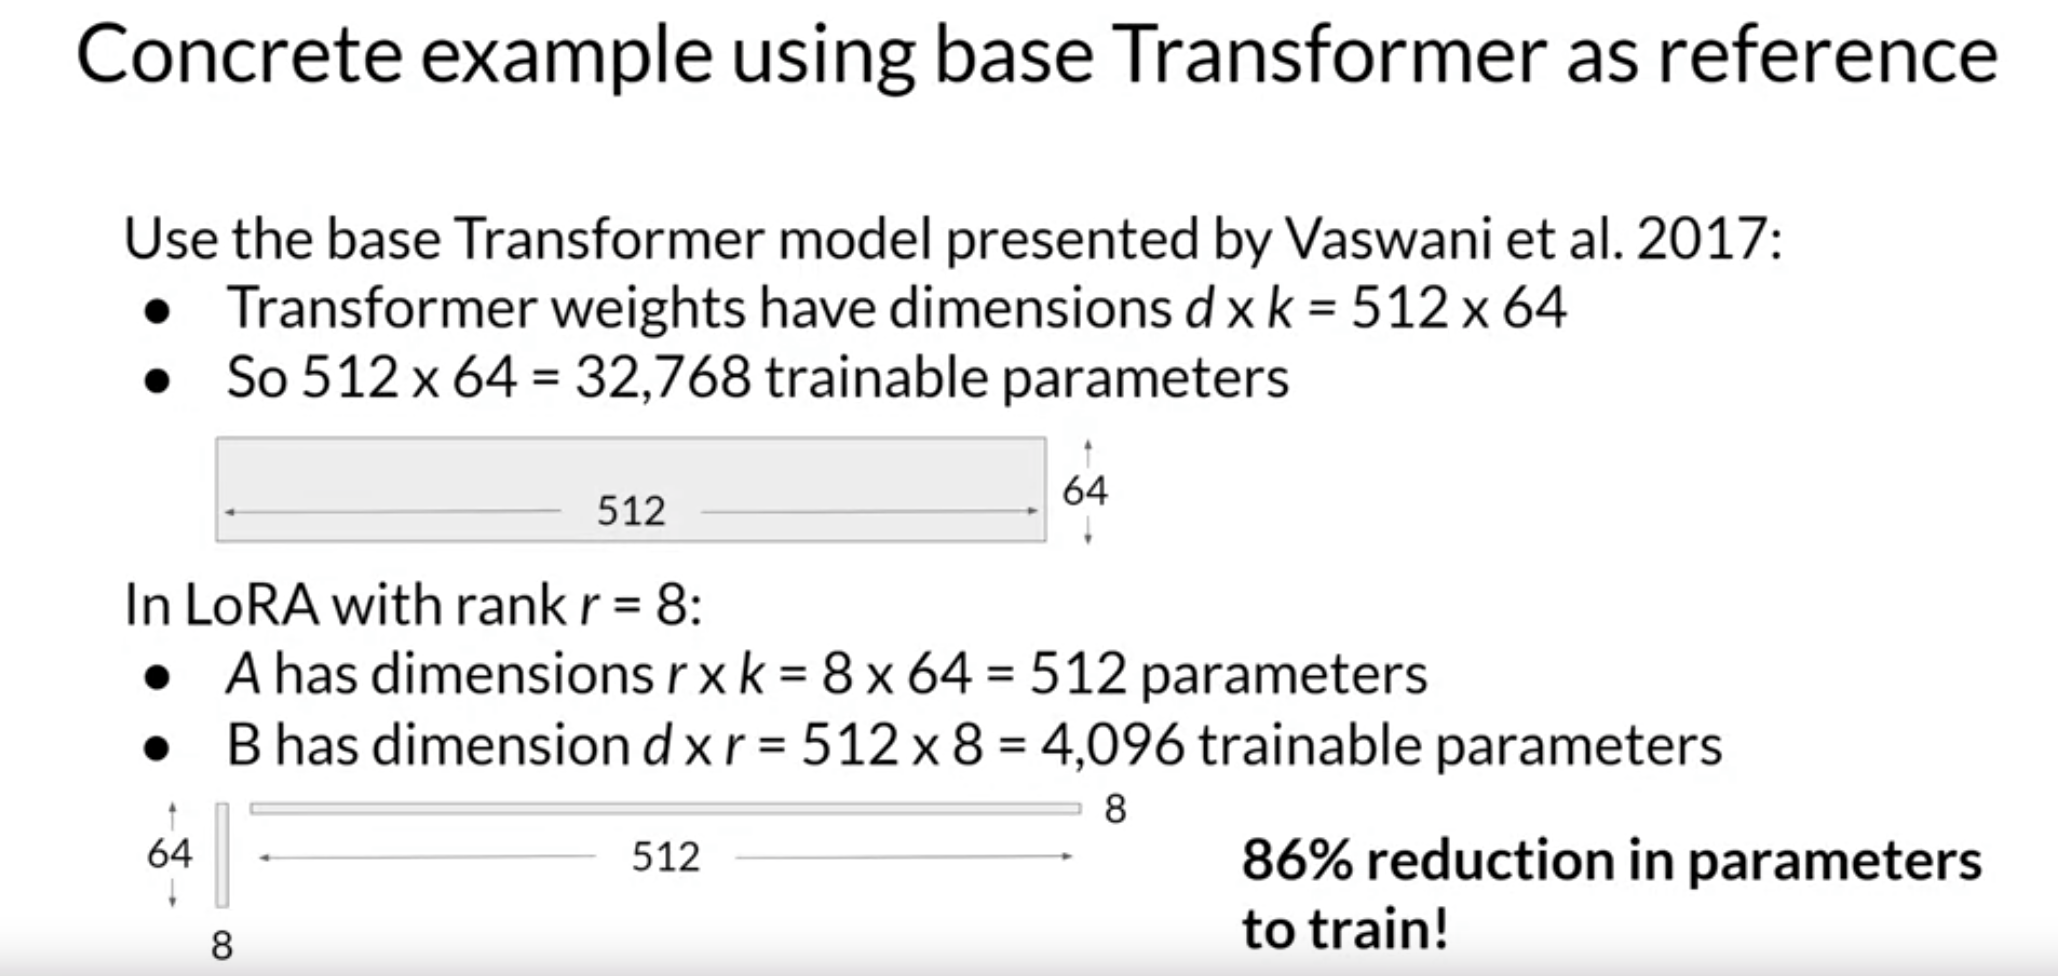 Concrete example using base Transformer as reference
Use the base Transformer model presented by Vaswani et al. 2017:
● Transformer weights have dimensions d x k = 512 x 64
● So 512 x 64 = 32,768 trainable parameters
512
64
In LoRA with rank r = 8:
● A has dimensions r x k = 8 x 64 = 512 parameters
● B has dimension d x r = 512 x 8 = 4,096 trainable parameters
8
64
512
8
86% reduction in parameters
to train!